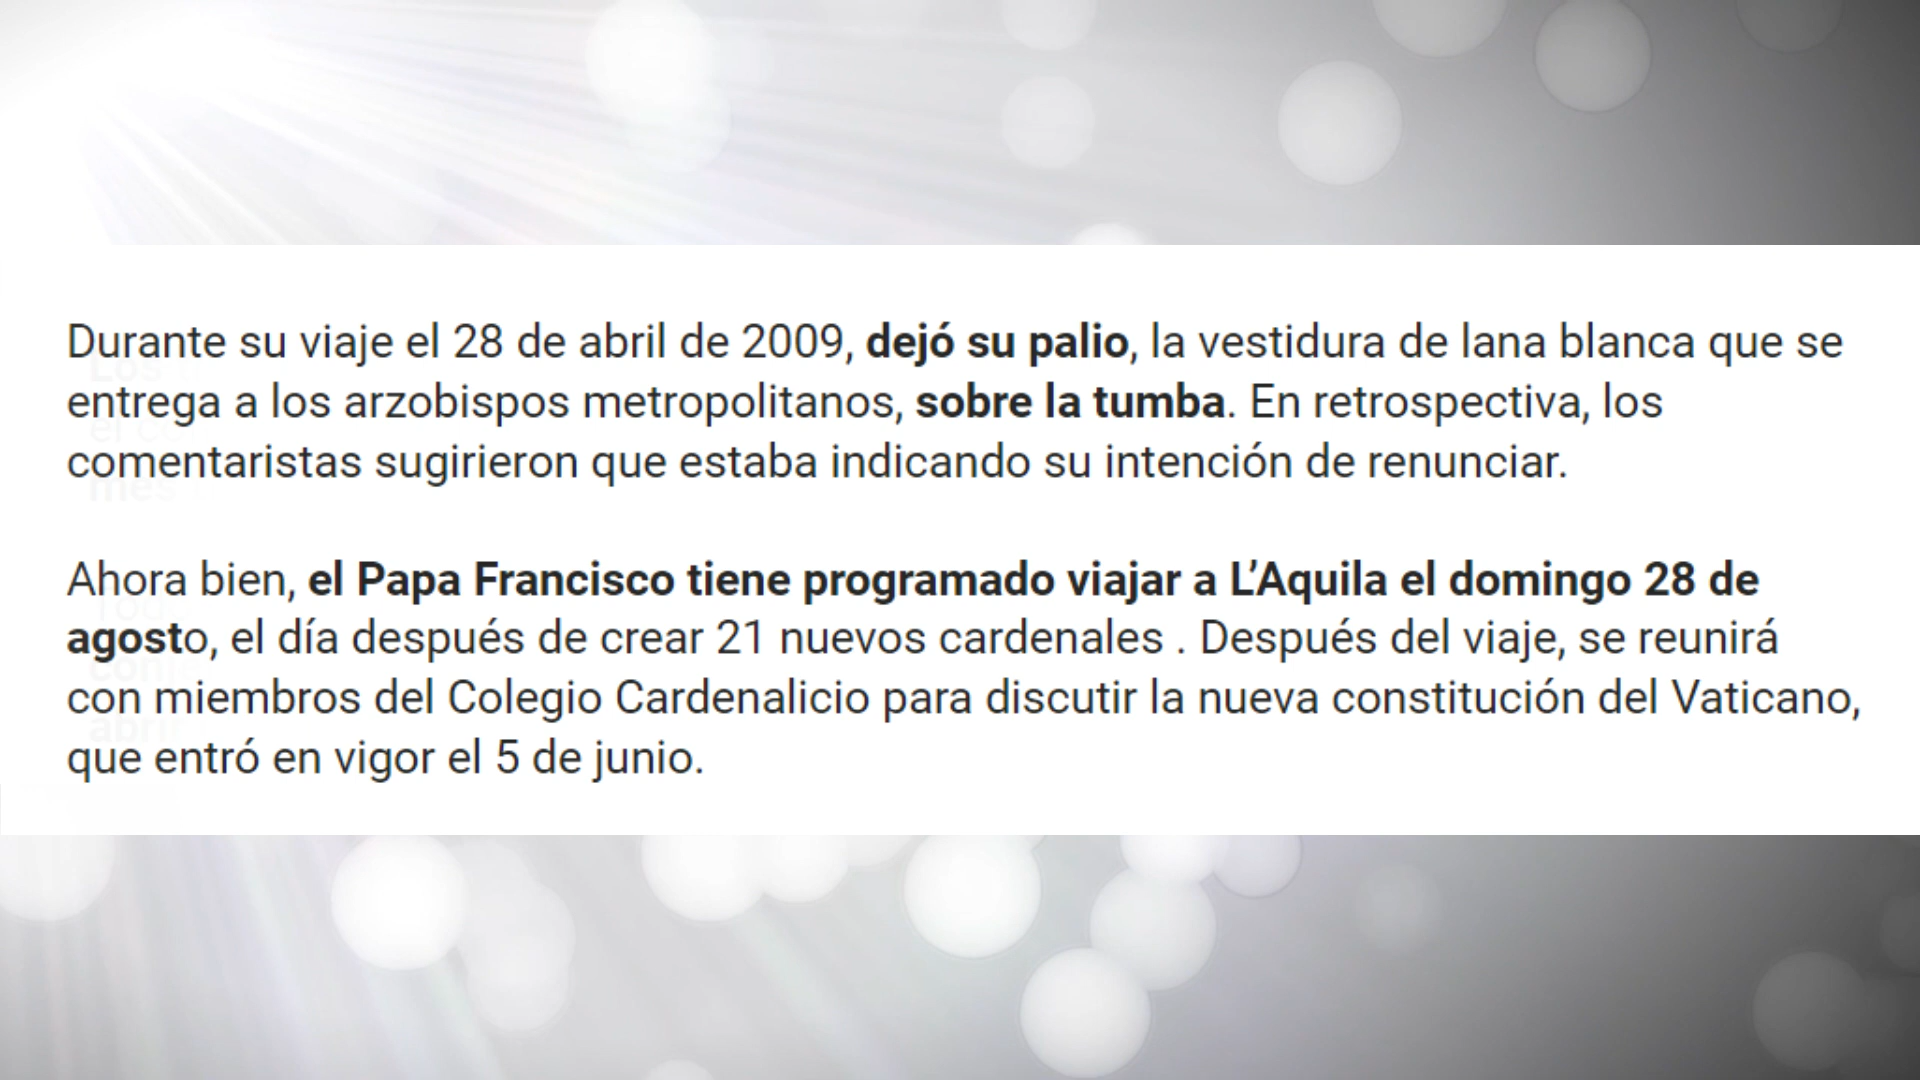 Durante su viaje el 28 de abril de 2009, dejó su palio, la vestidura de lana blanca que se
entrega a los arzobispos metropolitanos, sobre la tumba. En retrospectiva, los
comentaristas sugirieron que estaba indicando su intención de renunciar.
Ahora bien, el Papa Francisco tiene programado viajar a L’Aquila el domingo 28 de
agosto, el día después de crear 21 nuevos cardenales . Después del viaje, se reunirá
con miembros del Colegio Cardenalicio para discutir la nueva constitución del Vaticano,
que entró en vigor el 5 de junio.